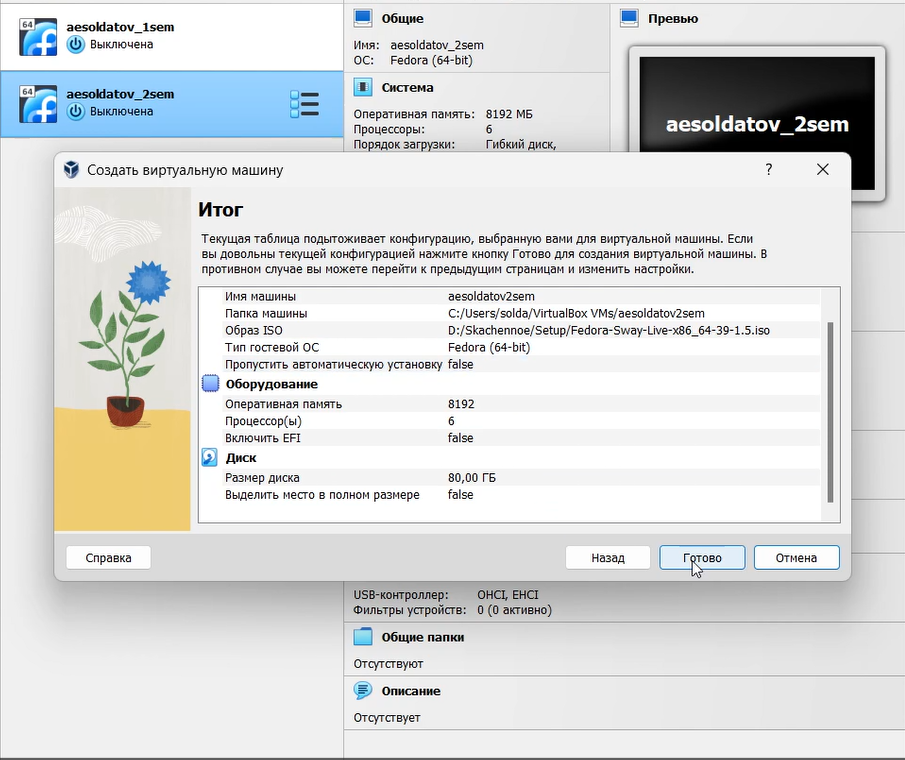 64
aesoldatov_1sem
Выключена
64
aesoldatov_2sem
Выключена
Общие
Имя: aesoldatov_2sem
ОС: Fedora (64-bit)
Система
Оперативная память: 8192 МБ
Процессоры: 6
Порядок загрузки: Гибкий диск,
Превью
aesoldatov_2sem
Создать виртуальную машину
?
Итог
Текущая таблица подытоживает конфигурацию, выбранную вами для виртуальной машины. Если
вы довольны текущей конфигурацией нажмите кнопку Готово для создания виртуальной машины. В
противном случае вы можете перейти к предыдущим страницам и изменить настройки.
Имя машины aesoldatov2sem
Папка машины C:/Users/solda/VirtualBox VMs/aesoldatov2sem
Образ ISO D:/Skachennoe/Setup/Fedora-Sway-Live-x86_64-39-1.5.iso
Тип гостевой ОС Fedora (64-bit)
Пропустить автоматическую установку false
Оборудование
Оперативная память 8192
Процессор(ы) 6
Включить EFI false
Диск
Размер диска 80,00 ГБ
Выделить место в полном размере false
Справка
Назад
Готово
Отмена
USB-контроллер: OHCI, EHCI
Фильтры устройств: 0 (0 активно)
Общие папки
Отсутствуют
Описание
Отсутствует